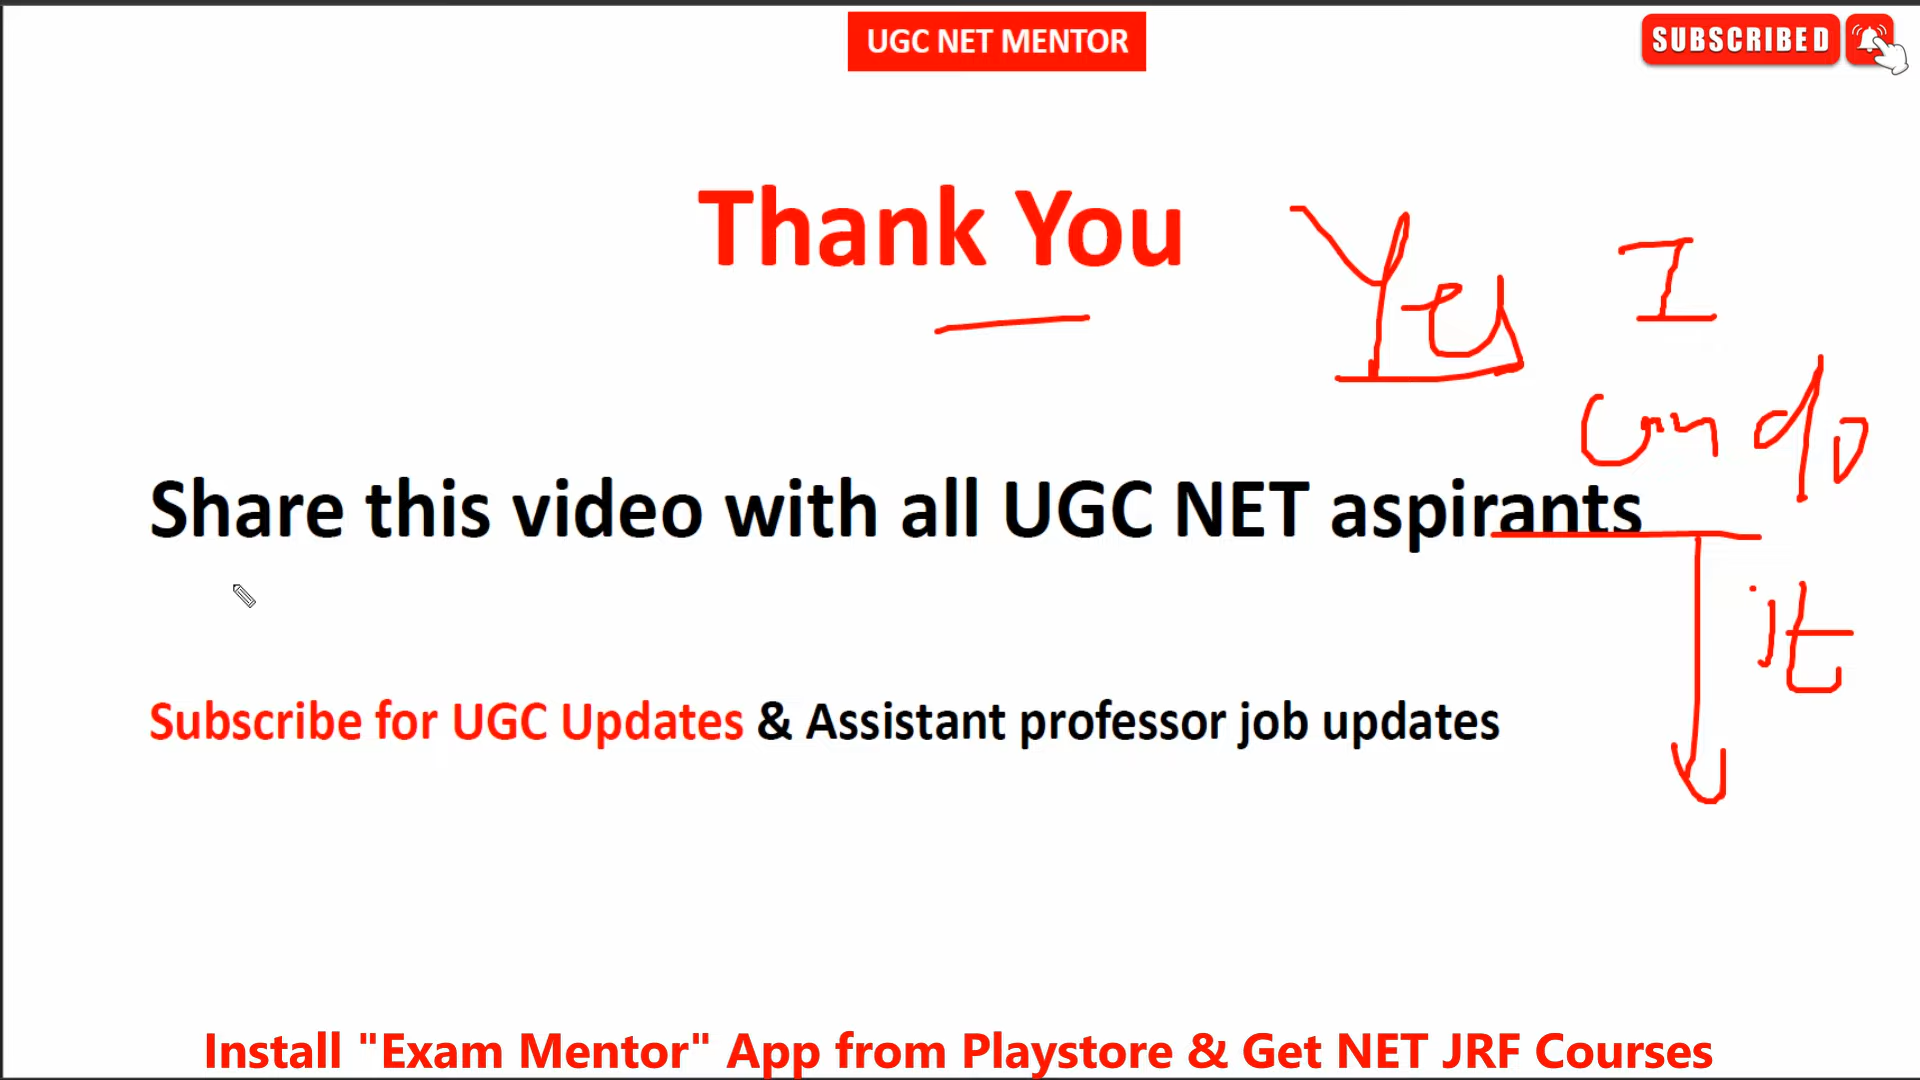 UGC NET MENTOR
SUBSCRIBED
Thank You
Yes I
can do
Share this video with all UGC NET aspirants
it
Subscribe for UGC Updates & Assistant professor job updates
Install "Exam Mentor" App from Playstore & Get NET JRF Courses